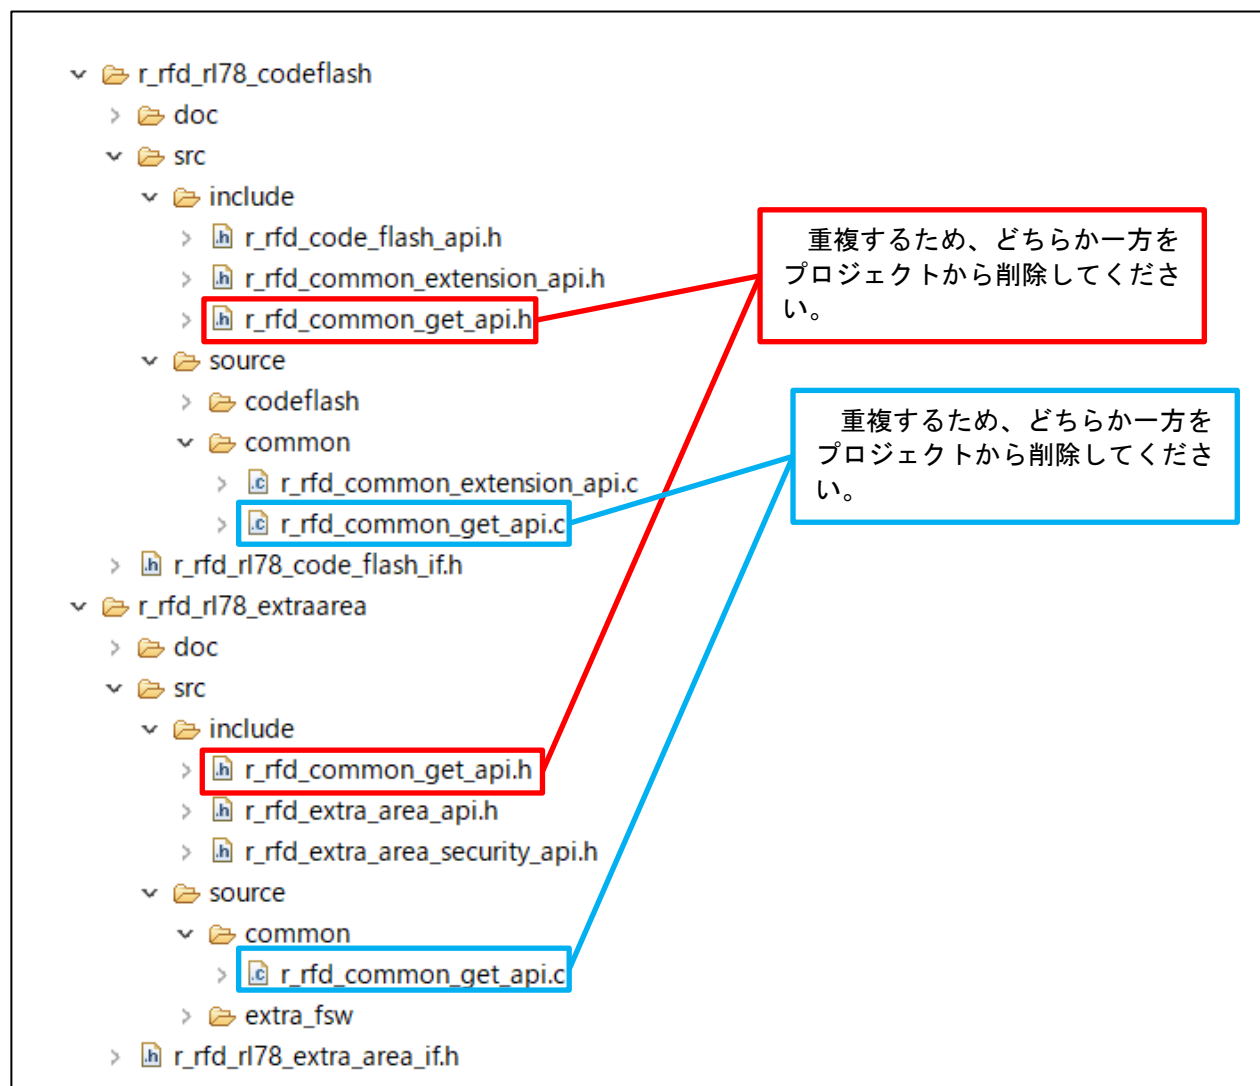 r_rfd_rl78_codeflash
doc
src
include
r_rfd_code_flash_api.h
r_rfd_common_extension_api.h
r_rfd_common_get_api.h
source
codeflash
common
r_rfd_common_extension_api.c
r_rfd_common_get_api.c
r_rfd_rl78_code_flash_if.h
r_rfd_rl78_extraarea
doc
src
include
r_rfd_common_get_api.h
r_rfd_extra_area_api.h
r_rfd_extra_area_security_api.h
source
common
r_rfd_common_get_api.c
extra_fsw
r_rfd_rl78_extra_area_if.h
重複するため、どちらか一方を
プロジェクトから削除してくださ
い。
重複するため、どちらか一方を
プロジェクトから削除してくださ
い。